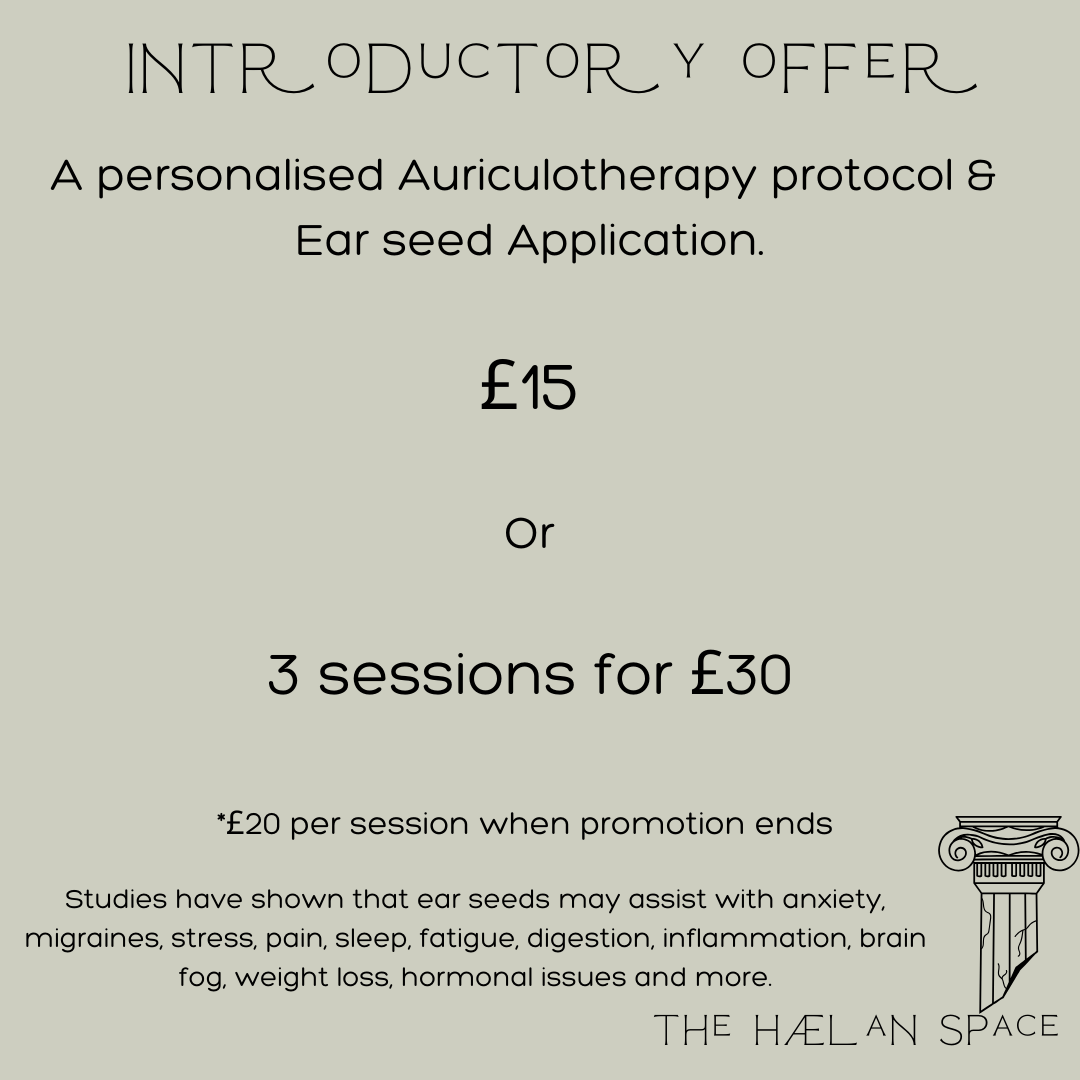 INTRODUCTORY OFFER
A personalised Auriculotherapy protocol &
Ear seed Application.
£15
Or
3 sessions for £30
*£20 per session when promotion ends
Studies have shown that ear seeds may assist with anxiety,
migraines, stress, pain, sleep, fatigue, digestion, inflammation, brain
fog, weight loss, hormonal issues and more.
THE HÆLAN SPACE